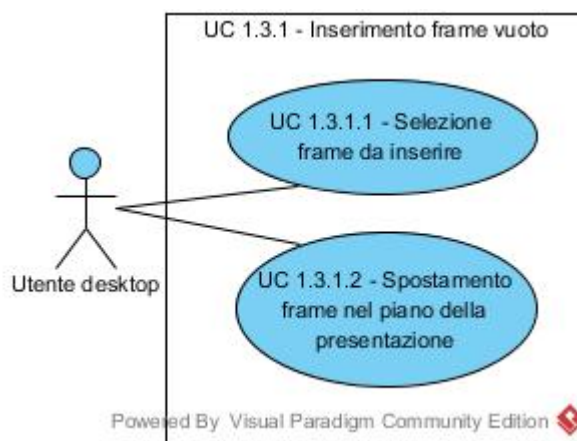 UC 1.3.1 - Inserimento frame vuoto
UC 1.3.1.1 - Selezione
frame da inserire
Utente desktop
UC 1.3.1.2 - Spostamento
frame nel piano della
presentazione
Powered By Visual Paradigm Community Edition